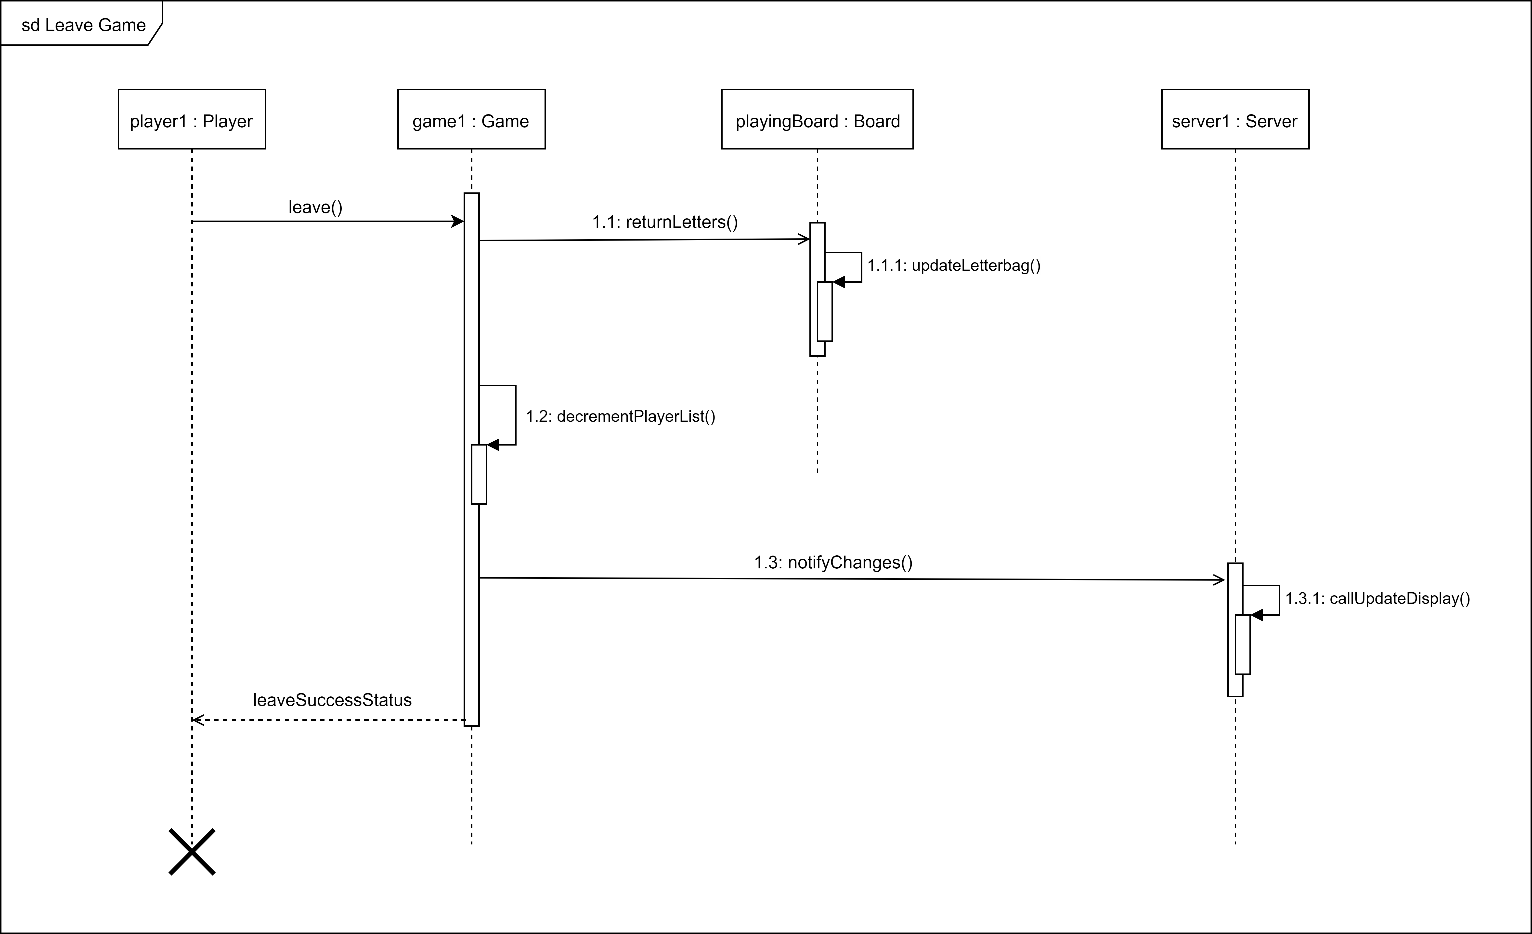 sd Leave Game
player1 : Player
game1 : Game
playingBoard : Board
server1 : Server
leave()
1.1: returnLetters()
1.1.1: updateLetterbag()
1.2: decrementPlayerList()
1.3: notifyChanges()
1.3.1: callUpdateDisplay()
leaveSuccessStatus